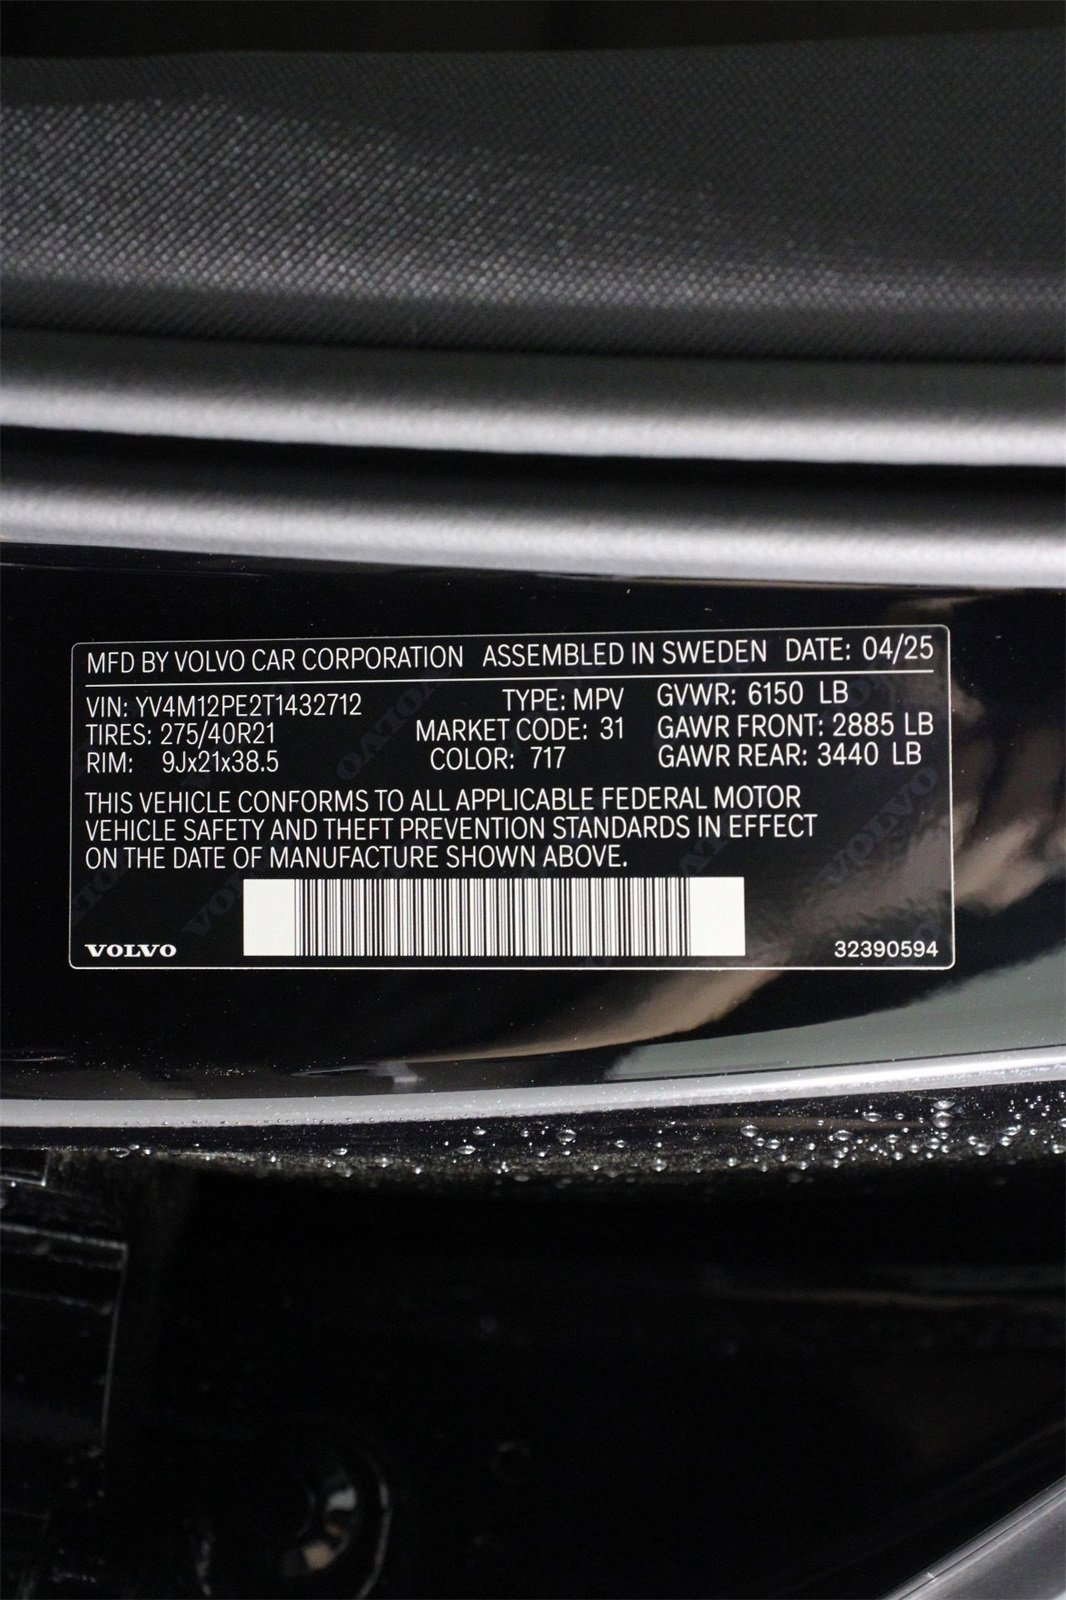 MFD BY VOLVO CAR CORPORATION ASSEMBLED IN SWEDEN DATE: 04/25
VIN: YV4M12PE2T1432712 TYPE: MPV GVWR: 6150 LB
TIRES: 275/40R21 MARKET CODE: 31 GAWR FRONT: 2885 LB
RIM: 9Jx21x38.5 COLOR: 717 GAWR REAR: 3440 LB
THIS VEHICLE CONFORMS TO ALL APPLICABLE FEDERAL MOTOR
VEHICLE SAFETY AND THEFT PREVENTION STANDARDS IN EFFECT
ON THE DATE OF MANUFACTURE SHOWN ABOVE.
VOLVO 32390594